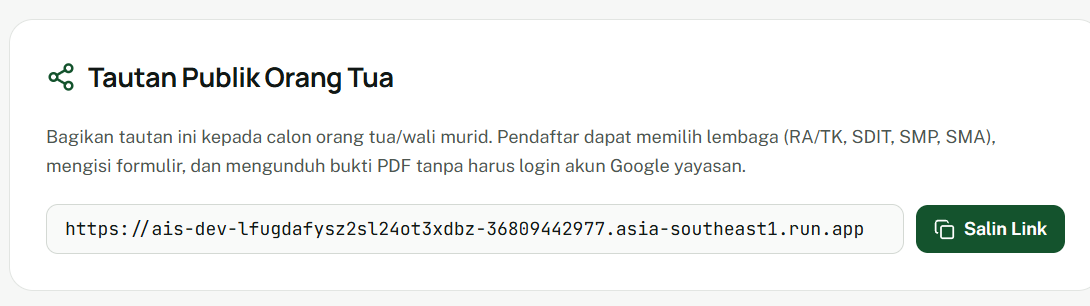 Tautan Publik Orang Tua
Bagikan tautan ini kepada calon orang tua/wali murid. Pendaftar dapat memilih lembaga (RA/TK, SDIT, SMP, SMA),
mengisi formulir, dan mengunduh bukti PDF tanpa harus login akun Google yayasan.
https://ais-dev-lfugdafysz2sl24ot3xdbz-36809442977.asia-southeast1.run.app
Salin Link